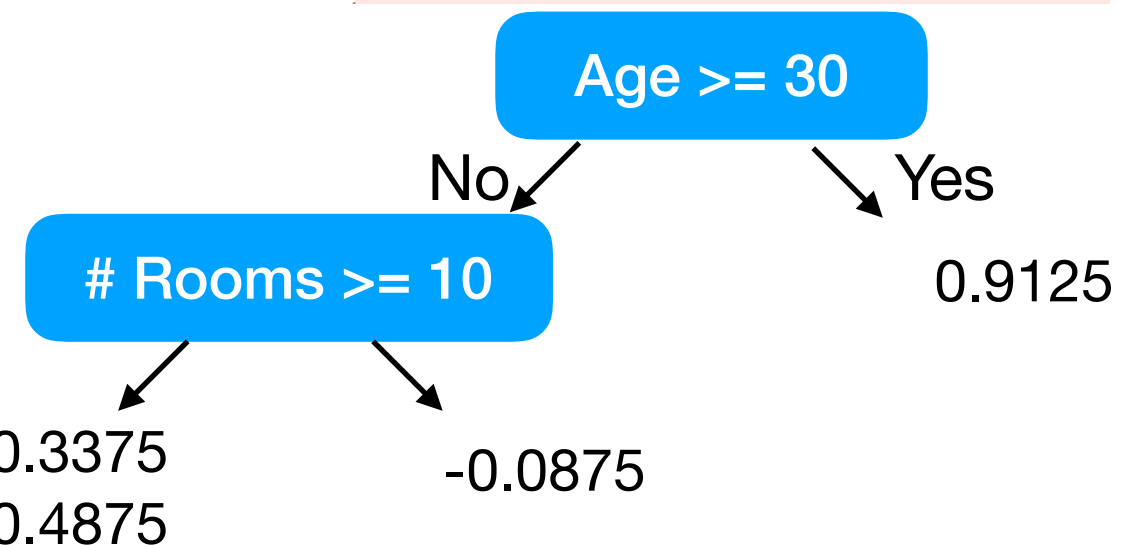 Age >= 30
No
Yes
# Rooms >= 10
0.9125
0.3375
-0.0875
0.4875